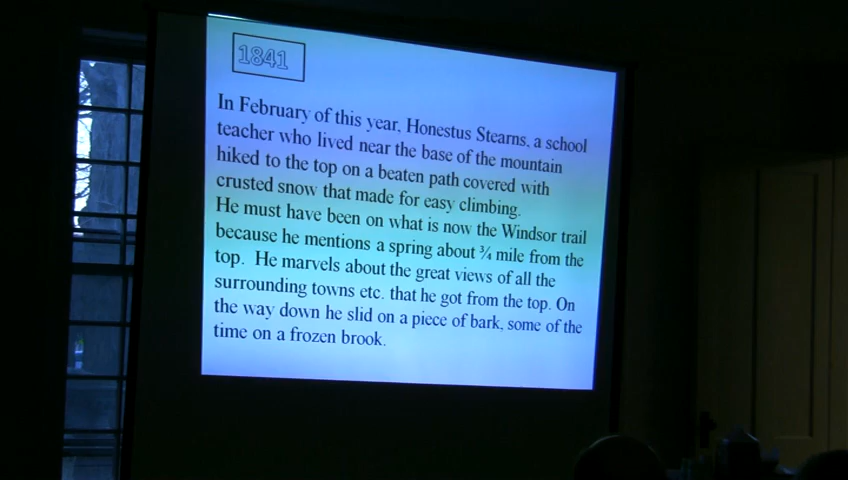 1841
In February of this year, Honestus Stearns, a school
teacher who lived near the base of the mountain
hiked to the top on a beaten path covered with
crusted snow that made for easy climbing.
He must have been on what is now the Windsor trail
because he mentions a spring about ¾ mile from the
top. He marvels about the great views of all the
surrounding towns etc. that he got from the top. On
the way down he slid on a piece of bark, some of the
time on a frozen brook.